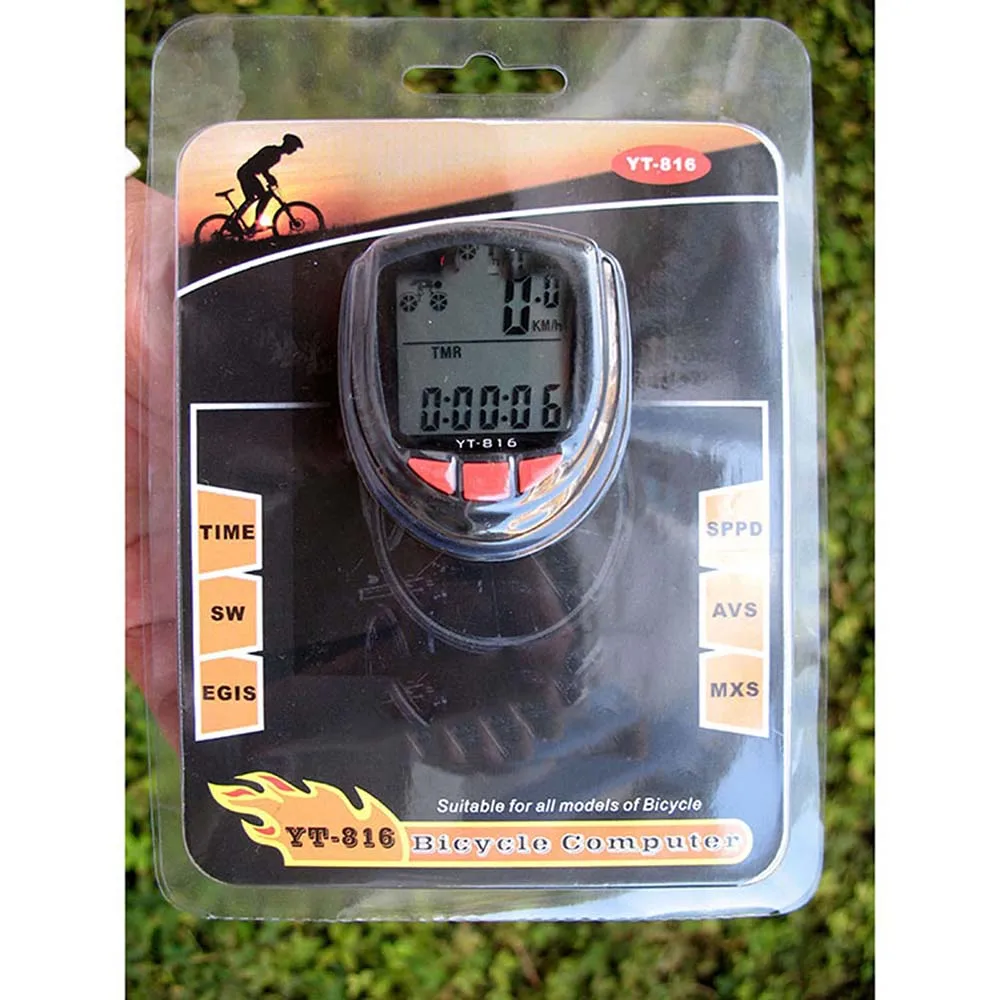 YT-816
0.0
KM/H
TMR
0:00:06
YT-816
TIME
SPPD
SW
AVS
EGIS
MXS
Suitable for all models of Bicycle
YT-816 Bicycle Computer